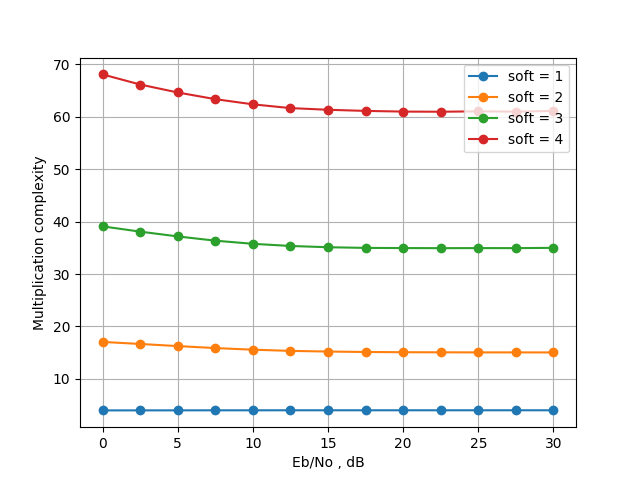 70
60
50
40
30
20
10
Multiplication complexity
soft = 1
soft = 2
soft = 3
soft = 4
0 5 10 15 20 25 30
Eb/No , dB